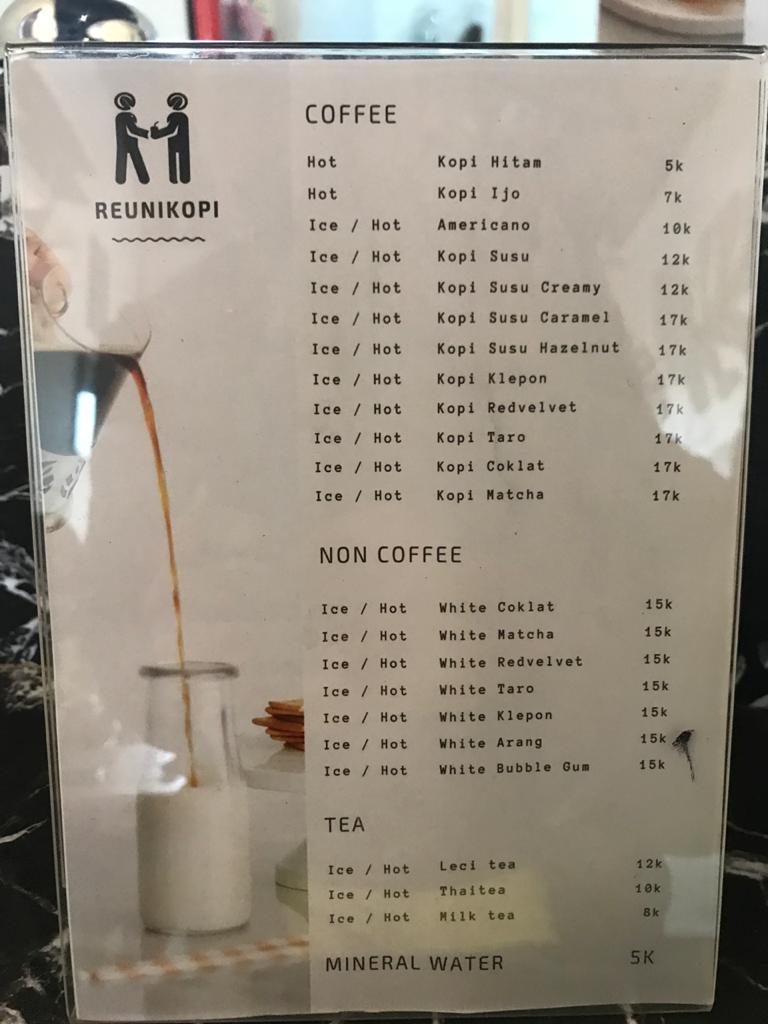 REUNIKOPI
COFFEE
Hot Kopi Hitam 5k
Hot Kopi Ijo 7k
Ice / Hot Americano 10k
Ice / Hot Kopi Susu 12k
Ice / Hot Kopi Susu Creamy 12k
Ice / Hot Kopi Susu Caramel 17k
Ice / Hot Kopi Susu Hazelnut 17k
Ice / Hot Kopi Klepon 17k
Ice / Hot Kopi Redvelvet 17k
Ice / Hot Kopi Taro 17k
Ice / Hot Kopi Coklat 17k
Ice / Hot Kopi Matcha 17k
NON COFFEE
Ice / Hot White Coklat 15k
Ice / Hot White Matcha 15k
Ice / Hot White Redvelvet 15k
Ice / Hot White Taro 15k
Ice / Hot White Klepon 15k
Ice / Hot White Arang 15k
Ice / Hot White Bubble Gum 15k
TEA
Ice / Hot Leci tea 12k
Ice / Hot Thaitea 10k
Ice / Hot Milk tea 8k
MINERAL WATER 5K